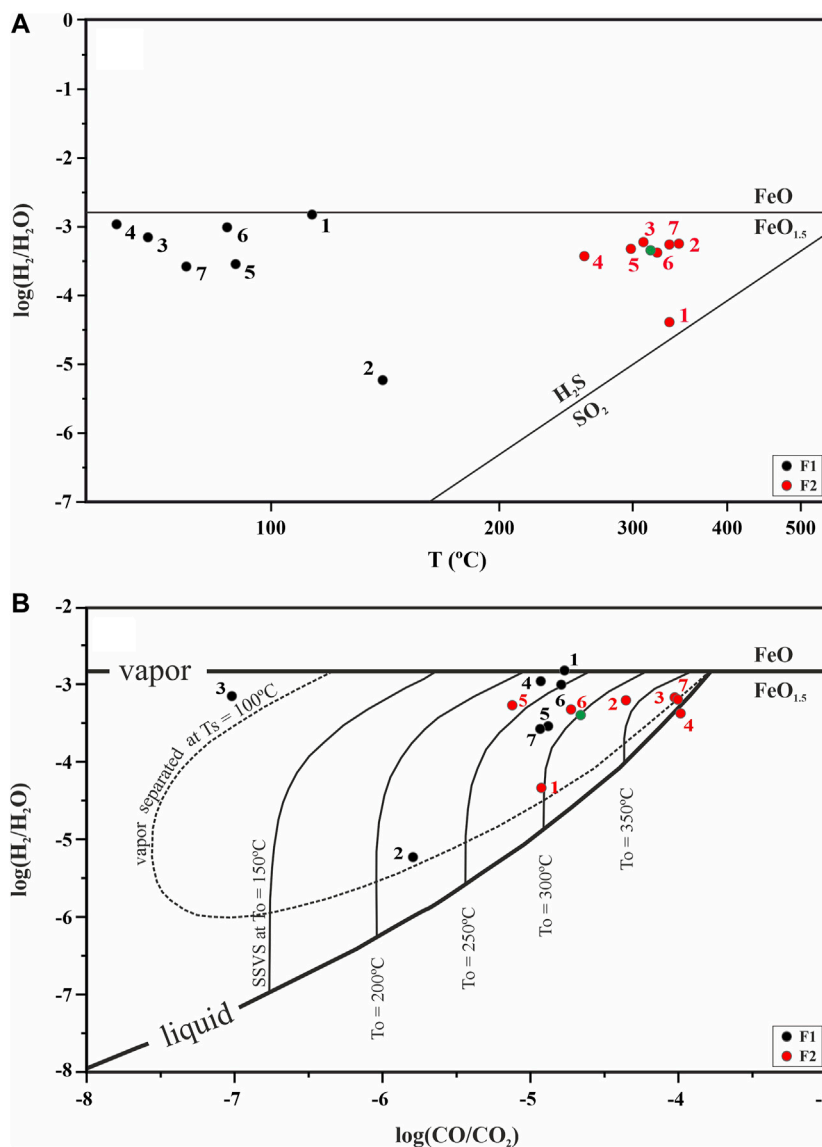 A
0
-1
-2
-3
-4
-5
-6
-7
log(H2/H2O)
FeO
FeO1.5
4
3
7
6
5
1
2
4
5
3
6
7
2
1
H2S
SO2
F1
F2
100
200
300
400
500
T (ºC)
B
-2
-3
-4
-5
-6
-7
-8
log(H2/H2O)
vapor
FeO
FeO1.5
vapor separated at Ts = 100ºC
SSVS at To = 150ºC
To = 200ºC
To = 250ºC
To = 300ºC
To = 350ºC
liquid
3
4
1
6
5
7
2
5
6
1
2
3
7
4
F1
F2
-8
-7
-6
-5
-4
log(CO/CO2)